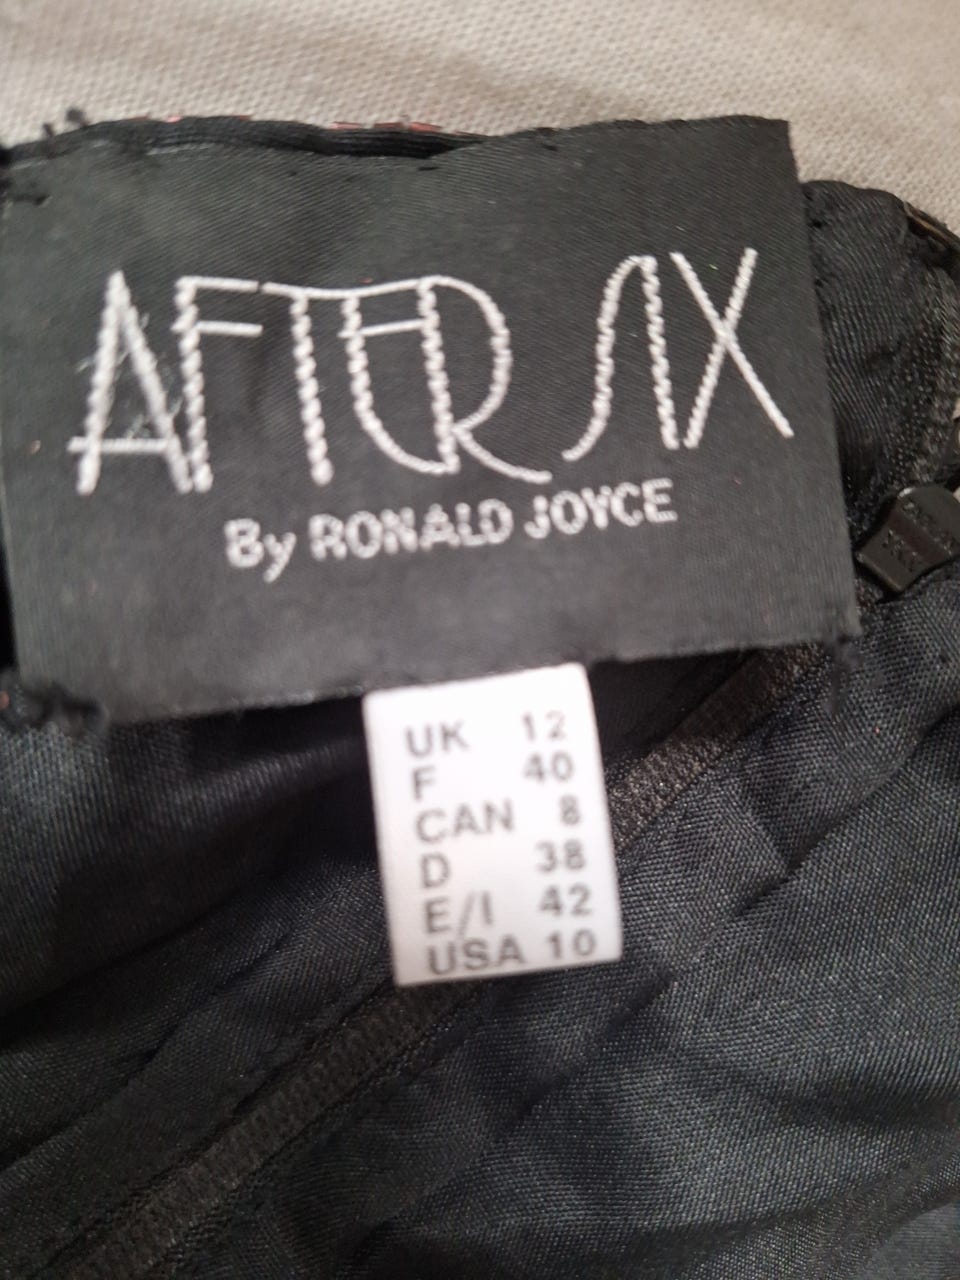 AFTER SIX
By RONALD JOYCE
UK 12
F 40
CAN 8
D 38
E/I 42
USA 10